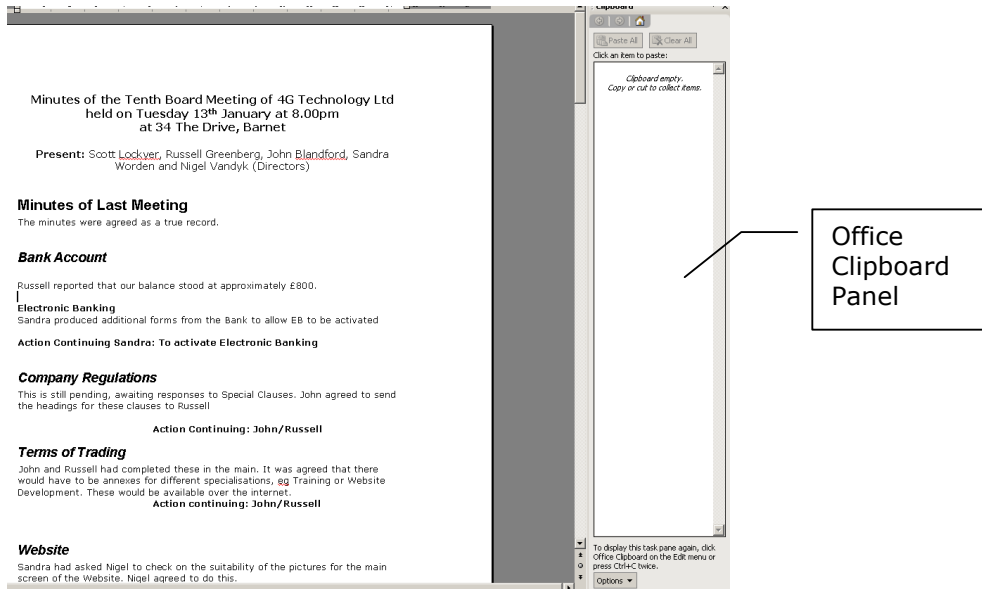 Clipboard
Paste All Clear All
Click an item to paste:
Clipboard empty.
Copy or cut to collect items.
Minutes of the Tenth Board Meeting of 4G Technology Ltd
held on Tuesday 13th January at 8.00pm
at 34 The Drive, Barnet
Present: Scott Lockyer, Russell Greenberg, John Blandford, Sandra
Worden and Nigel Vandyk (Directors)
Minutes of Last Meeting
The minutes were agreed as a true record.
Bank Account
Russell reported that our balance stood at approximately £800.
Electronic Banking
Sandra produced additional forms from the Bank to allow EB to be activated
Action Continuing Sandra: To activate Electronic Banking
Company Regulations
This is still pending, awaiting responses to Special Clauses. John agreed to send
the headings for these clauses to Russell
Action Continuing: John/Russell
Terms of Trading
John and Russell had completed these in the main. It was agreed that there
would have to be annexes for different specialisations, eg Training or Website
Development. These would be available over the internet.
Action continuing: John/Russell
Website
Sandra had asked Nigel to check on the suitability of the pictures for the main
screen of the Website. Nigel agreed to do this.
To display this task pane again, click
Office Clipboard on the Edit menu or
press Ctrl+C twice.
Options
Office
Clipboard
Panel